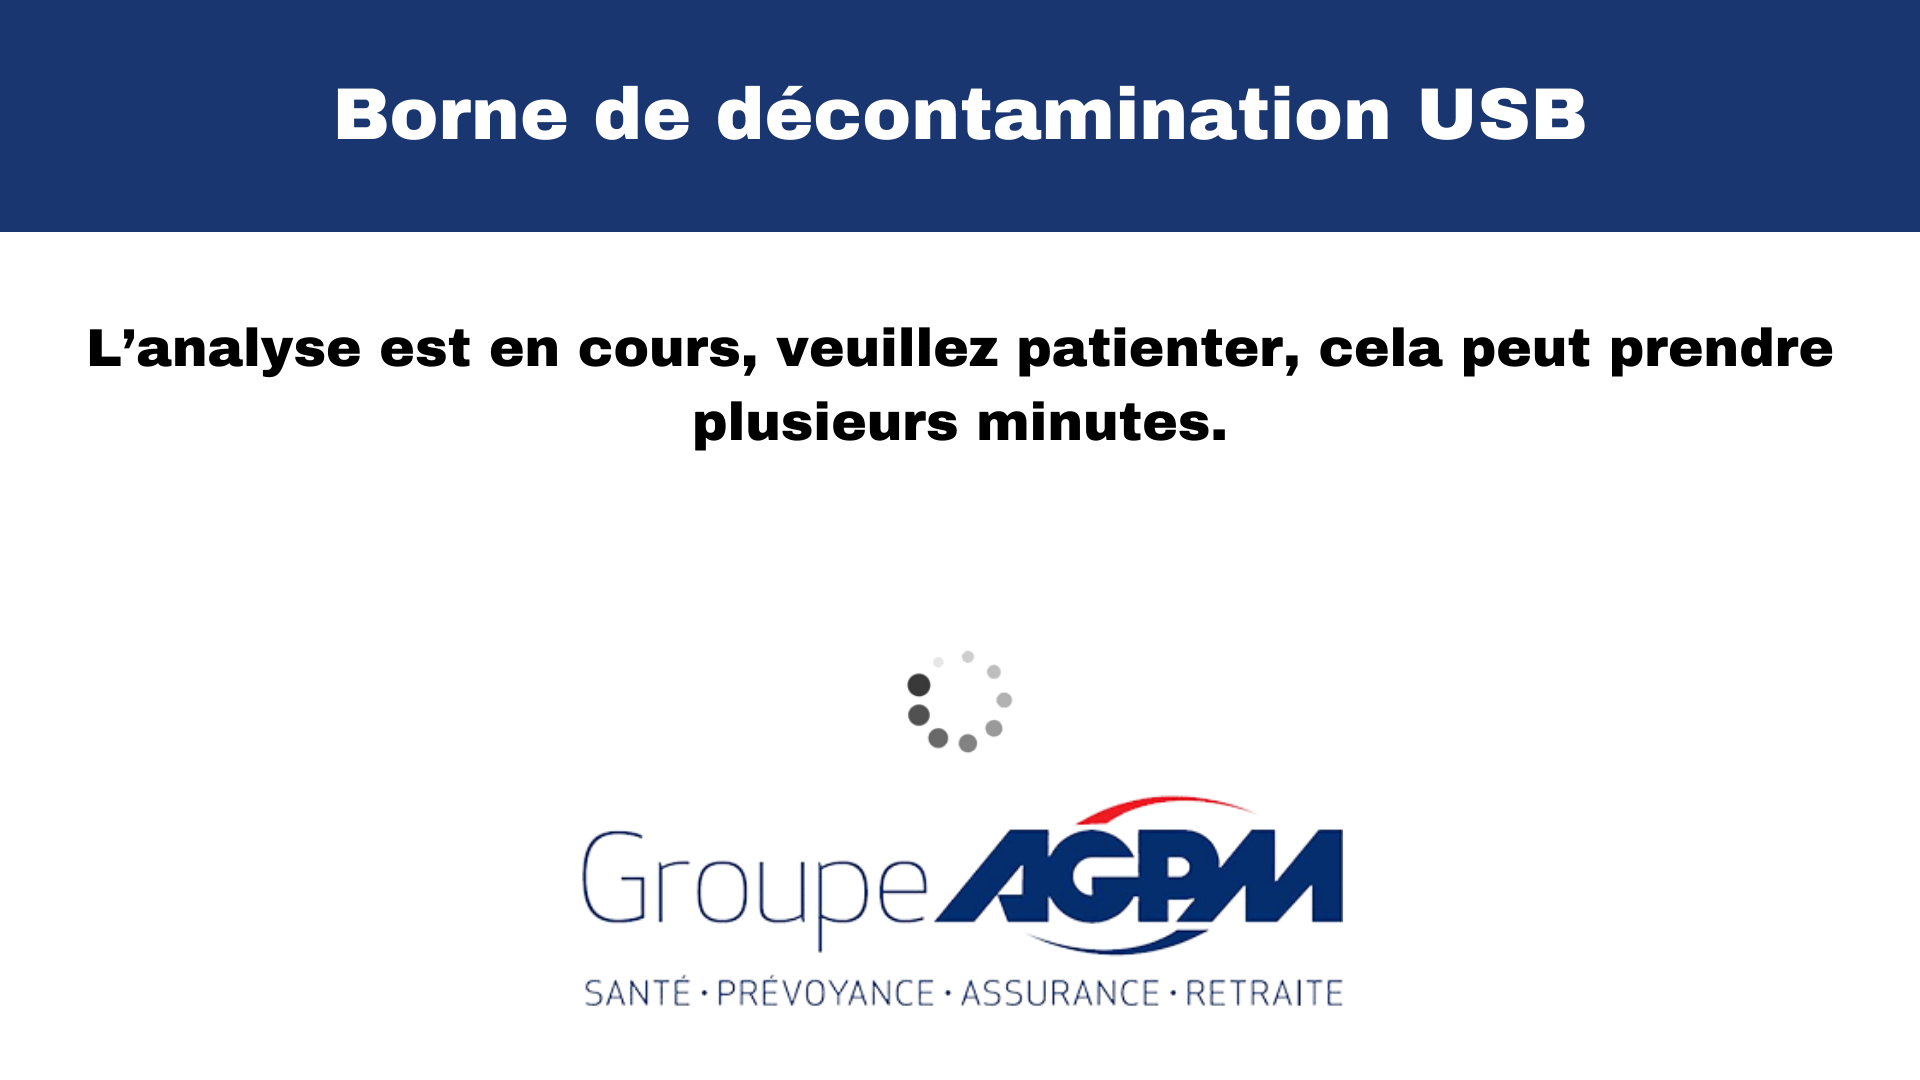 Borne de décontamination USB
L’analyse est en cours, veuillez patienter, cela peut prendre
plusieurs minutes.
Groupe AGPM
SANTÉ • PRÉVOYANCE • ASSURANCE • RETRAITE